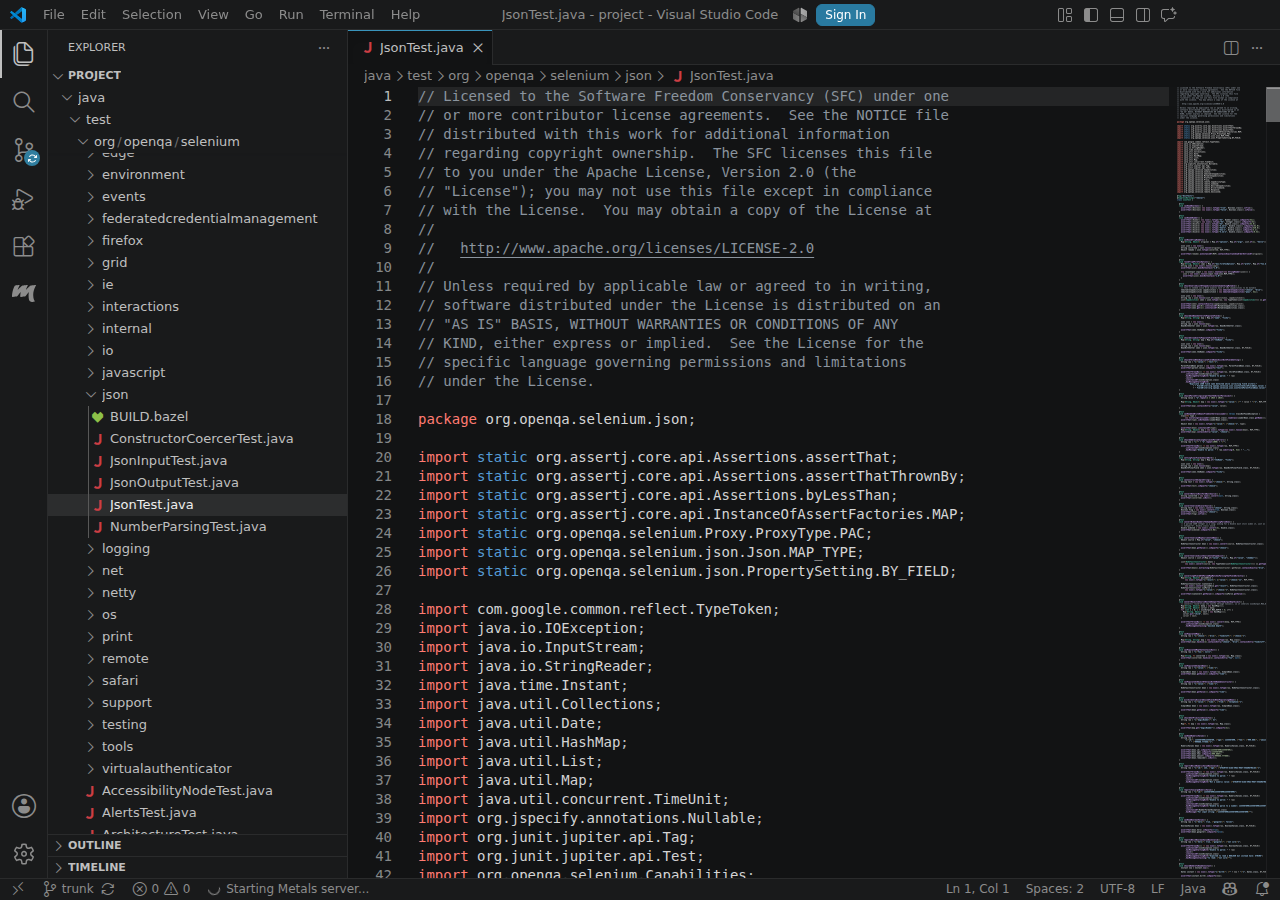 File Edit Selection View Go Run Terminal Help JsonTest.java - project - Visual Studio Code Sign In
EXPLORER
PROJECT
java
test
org/openqa/selenium
edge
environment
events
federatedcredentialmanagement
firefox
grid
ie
interactions
internal
io
javascript
json
BUILD.bazel
ConstructorCoercerTest.java
JsonInputTest.java
JsonOutputTest.java
JsonTest.java
NumberParsingTest.java
logging
net
netty
os
print
remote
safari
support
testing
tools
virtualauthenticator
AccessibilityNodeTest.java
AlertsTest.java
ArchitectureTest.java
OUTLINE
TIMELINE
JsonTest.java
java > test > org > openqa > selenium > json > JsonTest.java
1 // Licensed to the Software Freedom Conservancy (SFC) under one
2 // or more contributor license agreements.  See the NOTICE file
3 // distributed with this work for additional information
4 // regarding copyright ownership.  The SFC licenses this file
5 // to you under the Apache License, Version 2.0 (the
6 // "License"); you may not use this file except in compliance
7 // with the License.  You may obtain a copy of the License at
8 //
9 //   http://www.apache.org/licenses/LICENSE-2.0
10 //
11 // Unless required by applicable law or agreed to in writing,
12 // software distributed under the License is distributed on an
13 // "AS IS" BASIS, WITHOUT WARRANTIES OR CONDITIONS OF ANY
14 // KIND, either express or implied.  See the License for the
15 // specific language governing permissions and limitations
16 // under the License.
17
18 package org.openqa.selenium.json;
19
20 import static org.assertj.core.api.Assertions.assertThat;
21 import static org.assertj.core.api.Assertions.assertThatThrownBy;
22 import static org.assertj.core.api.Assertions.byLessThan;
23 import static org.assertj.core.api.InstanceOfAssertFactories.MAP;
24 import static org.openqa.selenium.Proxy.ProxyType.PAC;
25 import static org.openqa.selenium.json.Json.MAP_TYPE;
26 import static org.openqa.selenium.json.PropertySetting.BY_FIELD;
27
28 import com.google.common.reflect.TypeToken;
29 import java.io.IOException;
30 import java.io.InputStream;
31 import java.io.StringReader;
32 import java.time.Instant;
33 import java.util.Collections;
34 import java.util.Date;
35 import java.util.HashMap;
36 import java.util.List;
37 import java.util.Map;
38 import java.util.concurrent.TimeUnit;
39 import org.jspecify.annotations.Nullable;
40 import org.junit.jupiter.api.Tag;
41 import org.junit.jupiter.api.Test;
42 import org.openqa.selenium.Capabilities;
trunk 0 0 Starting Metals server... Ln 1, Col 1 Spaces: 2 UTF-8 LF Java